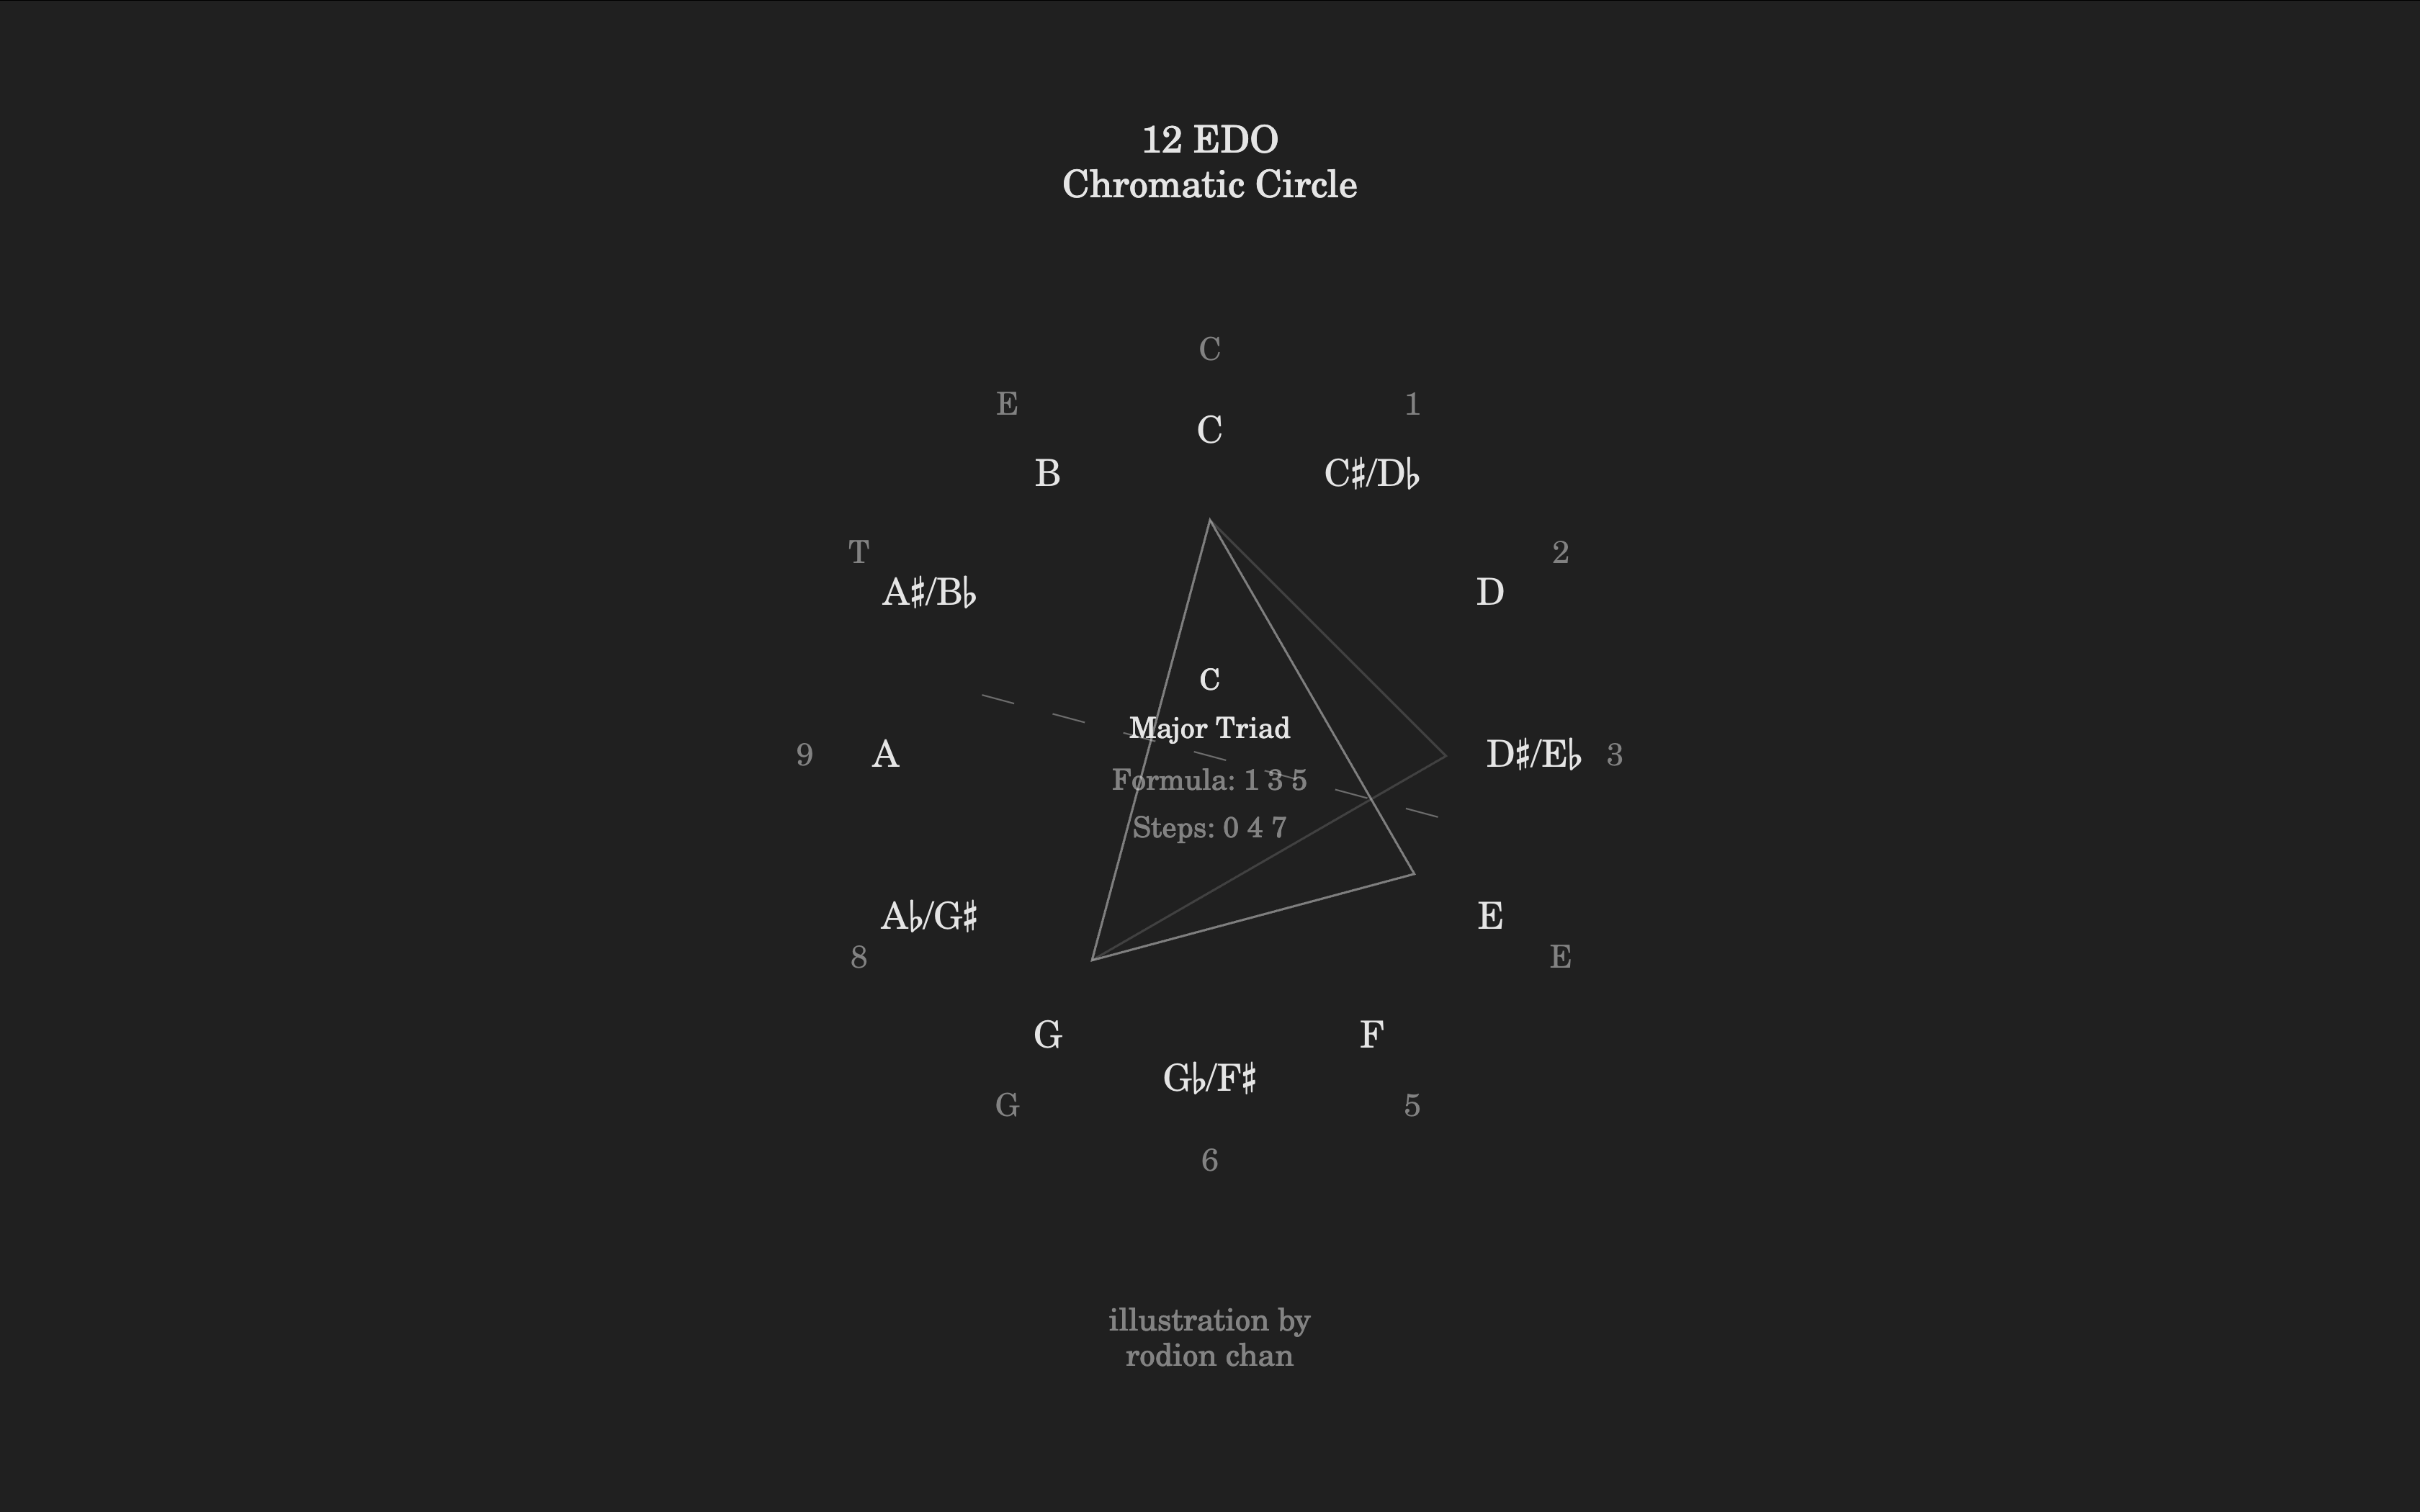 12 EDO
Chromatic Circle
C
E
1
C
B
C♯/D♭
T
2
A♯/B♭
D
C
Major Triad
9
A
D♯/E♭
3
Formula: 1 3 5
Steps: 0 4 7
A♭/G♯
E
8
E
G
F
G♭/F♯
G
5
6
illustration by
rodion chan